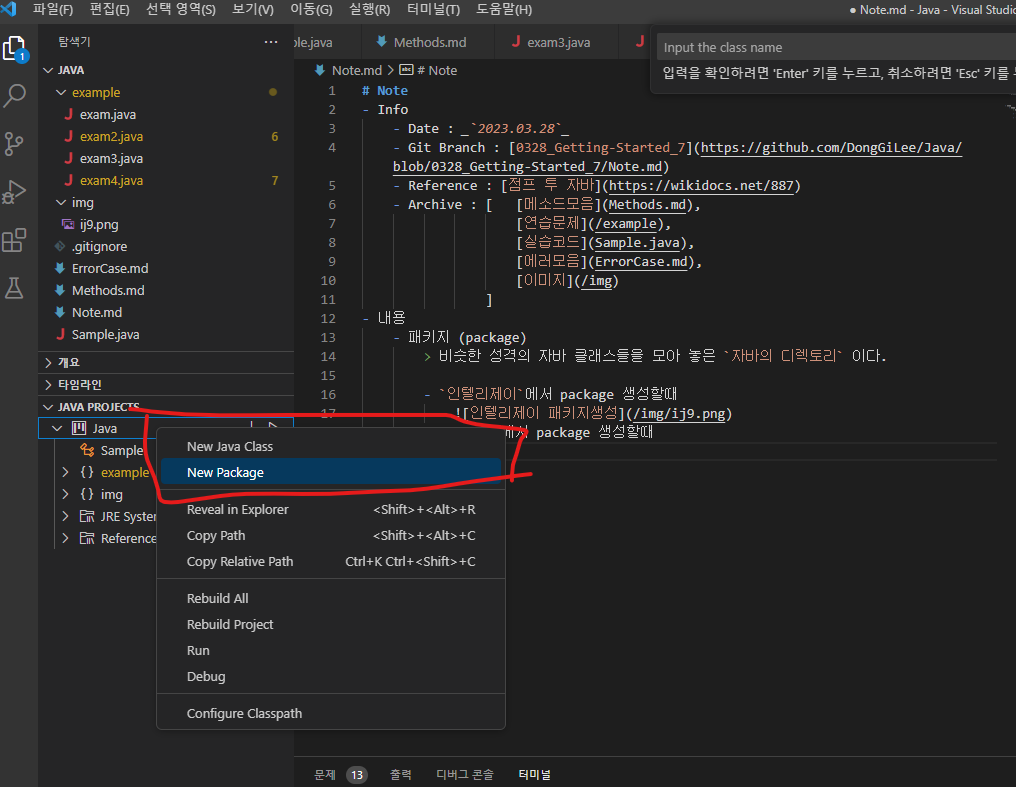 파일(F) 편집(E) 선택 영역(S) 보기(V) 이동(G) 실행(R) 터미널(T) 도움말(H) ● Note.md - Java - Visual Studio
탐색기 ···
1
JAVA
example
exam.java
exam2.java 6
exam3.java
exam4.java 7
img
ij9.png
.gitignore
ErrorCase.md
Methods.md
Note.md
Sample.java
개요
타임라인
JAVA PROJECTS
Java
Sample
example
img
JRE System
Reference
ple.java Methods.md exam3.java
Input the class name
입력을 확인하려면 'Enter' 키를 누르고, 취소하려면 'Esc' 키를
Note.md > # Note
1 # Note
2 - Info
3 - Date : _`2023.03.28`_
4 - Git Branch : [0328_Getting-Started_7](https://github.com/DongGiLee/Java/
blob/0328_Getting-Started_7/Note.md)
5 - Reference : [점프 투 자바](https://wikidocs.net/887)
6 - Archive : [ [메소드모음](Methods.md),
7 [연습문제](/example),
8 [실습코드](Sample.java),
9 [에러모음](ErrorCase.md),
10 [이미지](/img)
11 ]
12 - 내용
13 - 패키지 (package)
14 > 비슷한 성격의 자바 클래스들을 모아 놓은 `자바의 디렉토리` 이다.
15
16 - `인텔리제이`에서 package 생성할때
17 ![인텔리제이 패키지생성](/img/ij9.png)
에서 package 생성할때
New Java Class
New Package
Reveal in Explorer <Shift>+<Alt>+R
Copy Path <Shift>+<Alt>+C
Copy Relative Path Ctrl+K Ctrl+<Shift>+C
Rebuild All
Rebuild Project
Run
Debug
Configure Classpath
문제 13 출력 디버그 콘솔 터미널